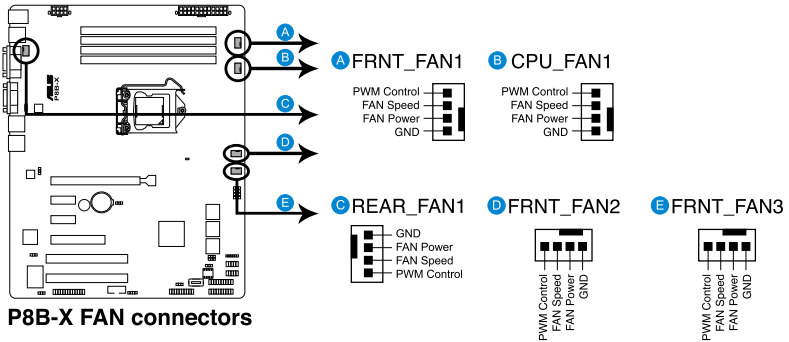 A
B
C
D
E
ASUS
P8B-X
A FRNT_FAN1
PWM Control
FAN Speed
FAN Power
GND
B CPU_FAN1
PWM Control
FAN Speed
FAN Power
GND
C REAR_FAN1
GND
FAN Power
FAN Speed
PWM Control
D FRNT_FAN2
PWM Control
FAN Speed
FAN Power
GND
E FRNT_FAN3
PWM Control
FAN Speed
FAN Power
GND
P8B-X FAN connectors